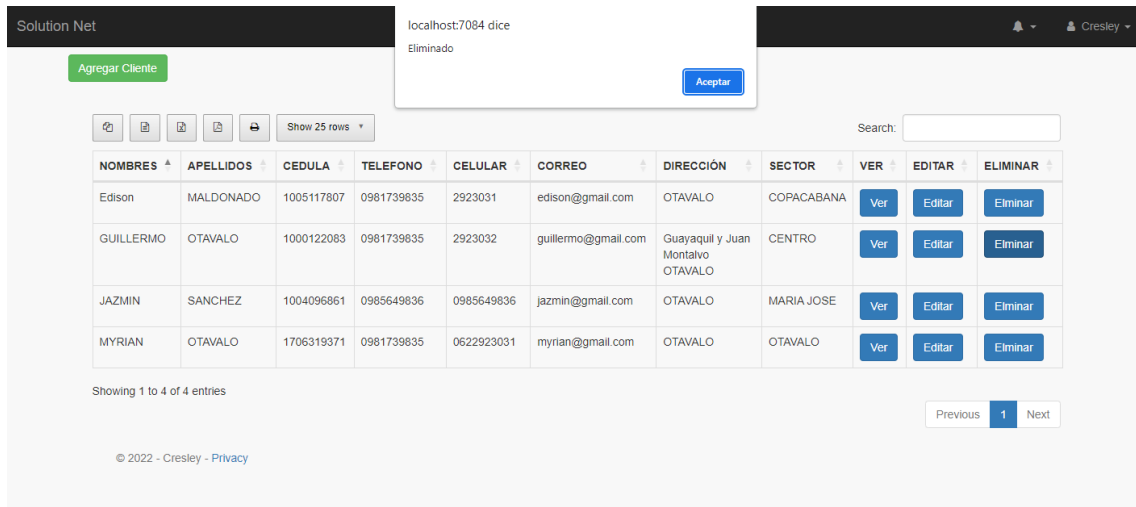 Solution Net
localhost:7084 dice
Eliminado
Aceptar
Cresley
Agregar Cliente
Show 25 rows
Search:
NOMBRES APELLIDOS CEDULA TELEFONO CELULAR CORREO DIRECCIÓN SECTOR VER EDITAR ELIMINAR
Edison MALDONADO 1005117807 0981739835 2923031 edison@gmail.com OTAVALO COPACABANA Ver Editar Elminar
GUILLERMO OTAVALO 1000122083 0981739835 2923032 guillermo@gmail.com Guayaquil y Juan CENTRO Ver Editar Elminar
Montalvo
OTAVALO
JAZMIN SANCHEZ 1004096861 0985649836 0985649836 jazmin@gmail.com OTAVALO MARIA JOSE Ver Editar Elminar
MYRIAN OTAVALO 1706319371 0981739835 0622923031 myrian@gmail.com OTAVALO OTAVALO Ver Editar Elminar
Showing 1 to 4 of 4 entries
Previous 1 Next
© 2022 - Cresley - Privacy